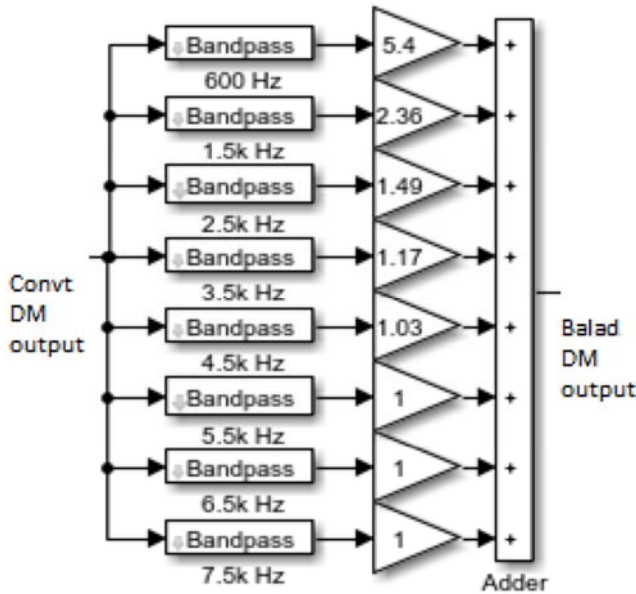 Bandpass
600 Hz
5.4
+
Bandpass
1.5k Hz
2.36
+
Bandpass
2.5k Hz
1.49
+
Bandpass
3.5k Hz
1.17
+
Bandpass
4.5k Hz
1.03
+
Bandpass
5.5k Hz
1
+
Bandpass
6.5k Hz
1
+
Bandpass
7.5k Hz
1
+
Convt
DM
output
Balad
DM
output
Adder